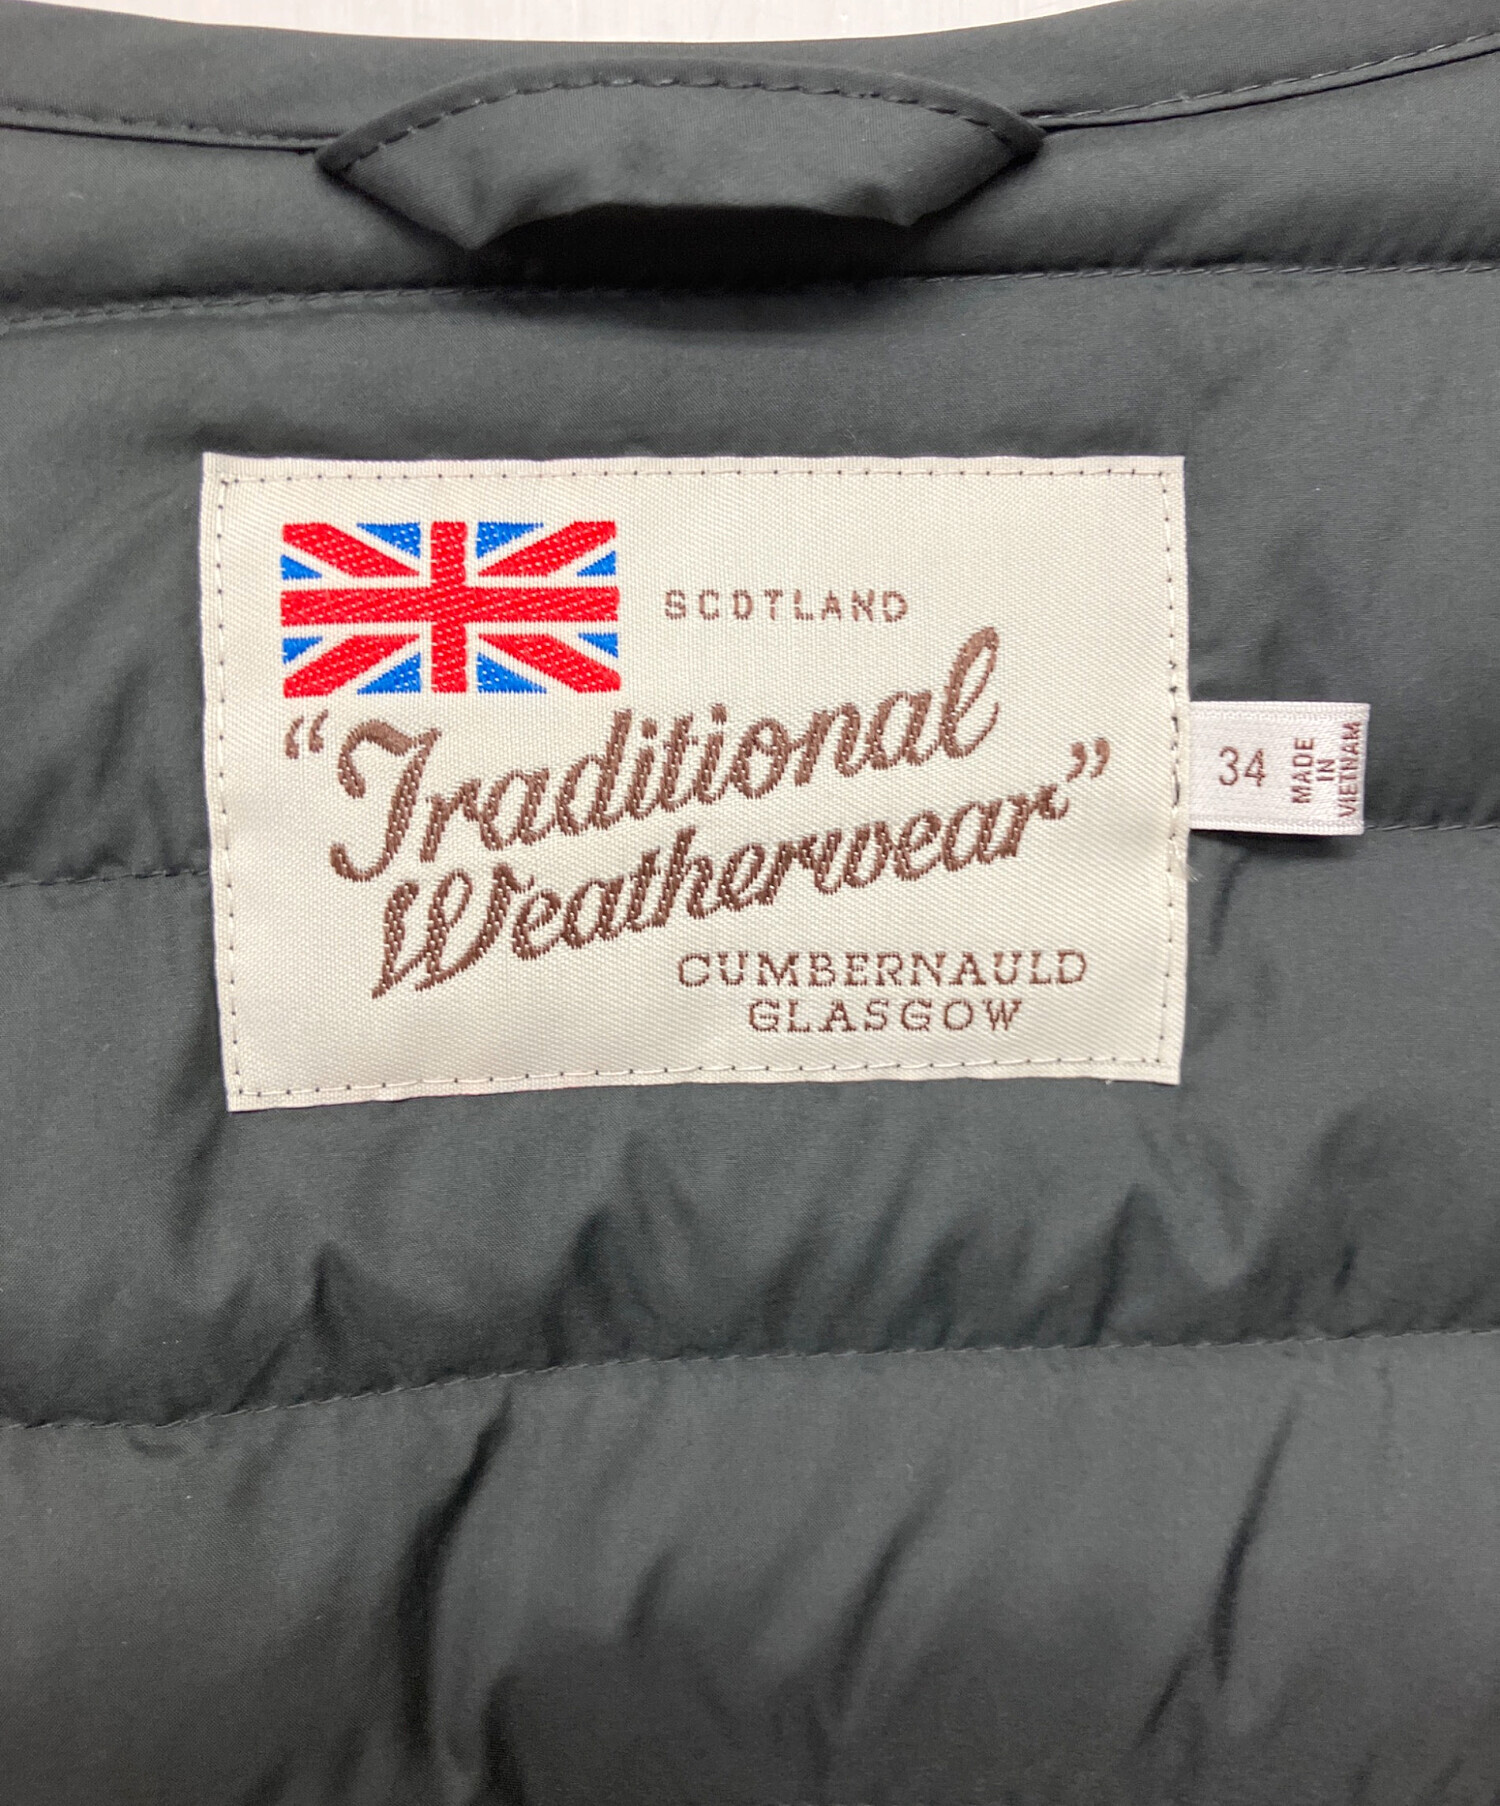 SCOTLAND
"Traditional
Weatherwear"
CUMBERNAULD
GLASGOW
34
MADE
IN
VIETNAM